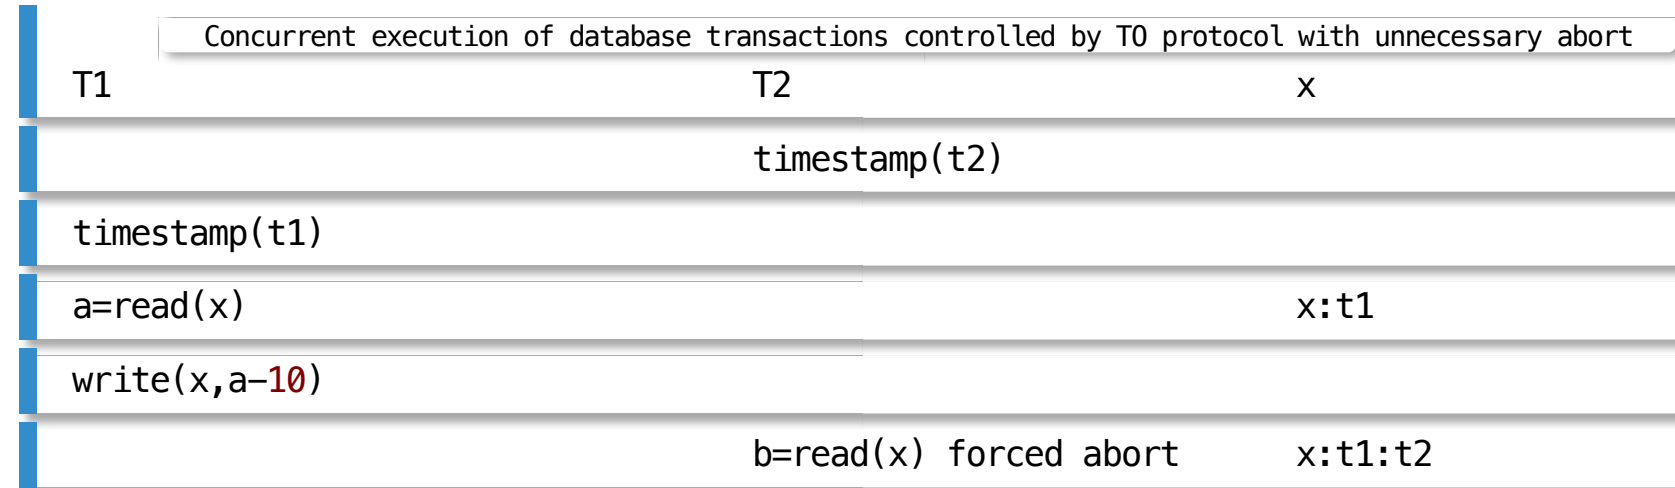 Concurrent execution of database transactions controlled by TO protocol with unnecessary abort
T1 T2 x
timestamp(t2)
timestamp(t1)
a=read(x) x:t1
write(x,a-10)
b=read(x) forced abort x:t1:t2